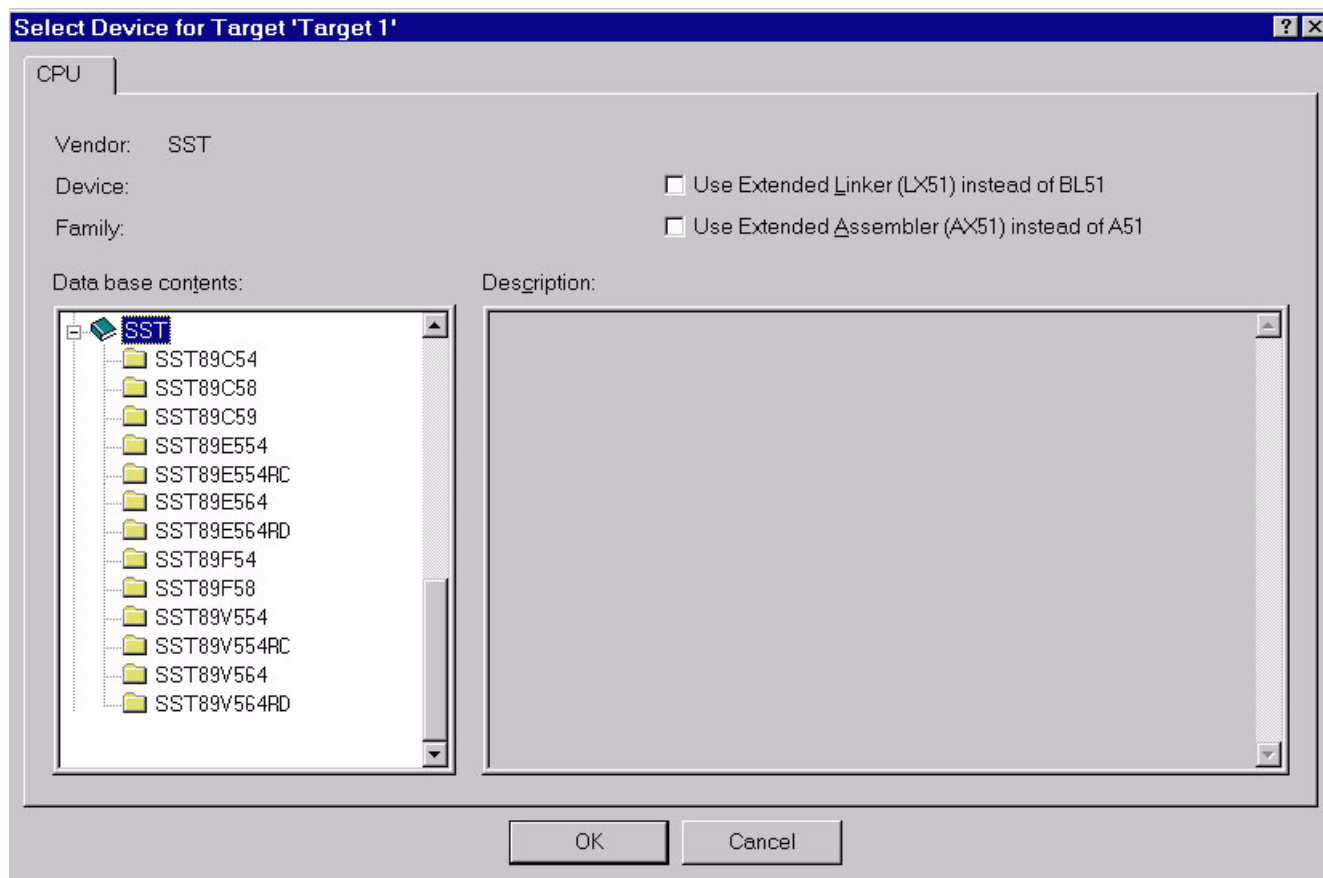 Select Device for Target 'Target 1'
CPU
Vendor: SST
Device:
Use Extended Linker (LX51) instead of BL51
Family:
Use Extended Assembler (AX51) instead of A51
Data base contents:
Description:
SST
SST89C54
SST89C58
SST89C59
SST89E554
SST89E554RC
SST89E564
SST89E564RD
SST89F54
SST89F58
SST89V554
SST89V554RC
SST89V564
SST89V564RD
OK
Cancel